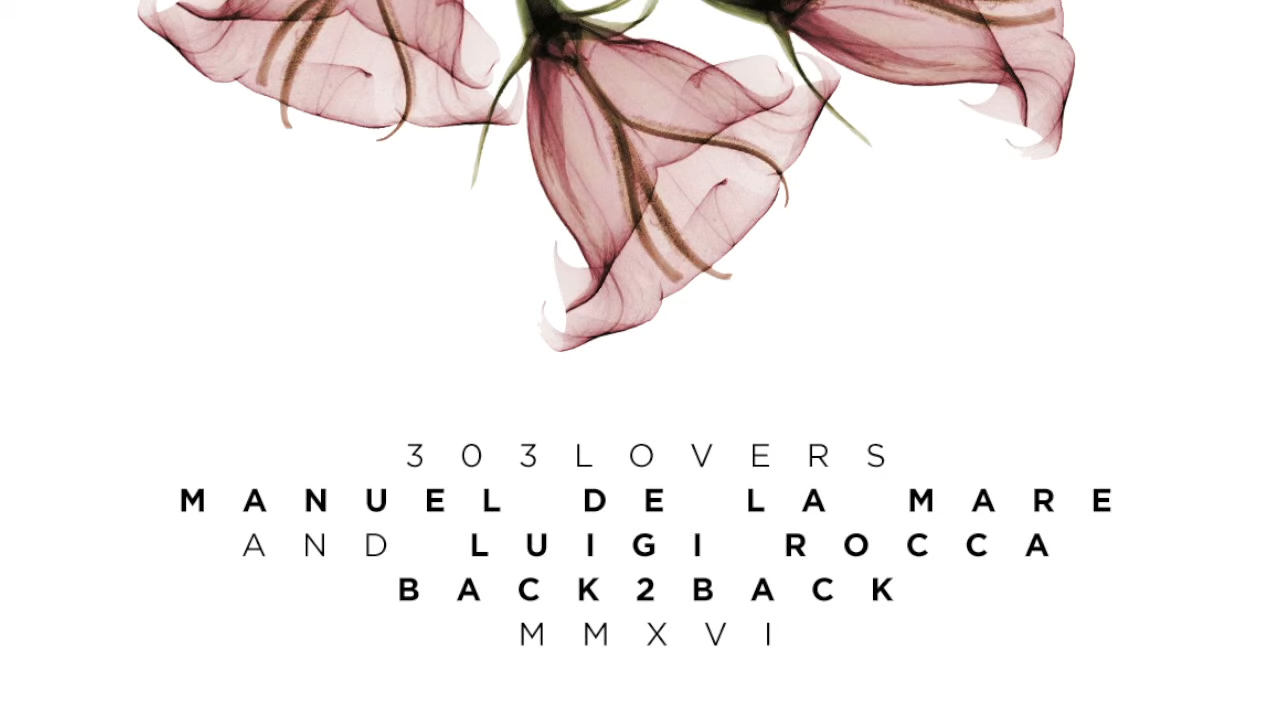 303LOVERS
MANUEL DE LA MARE
AND LUIGI ROCCA
BACK2BACK
MMXVI